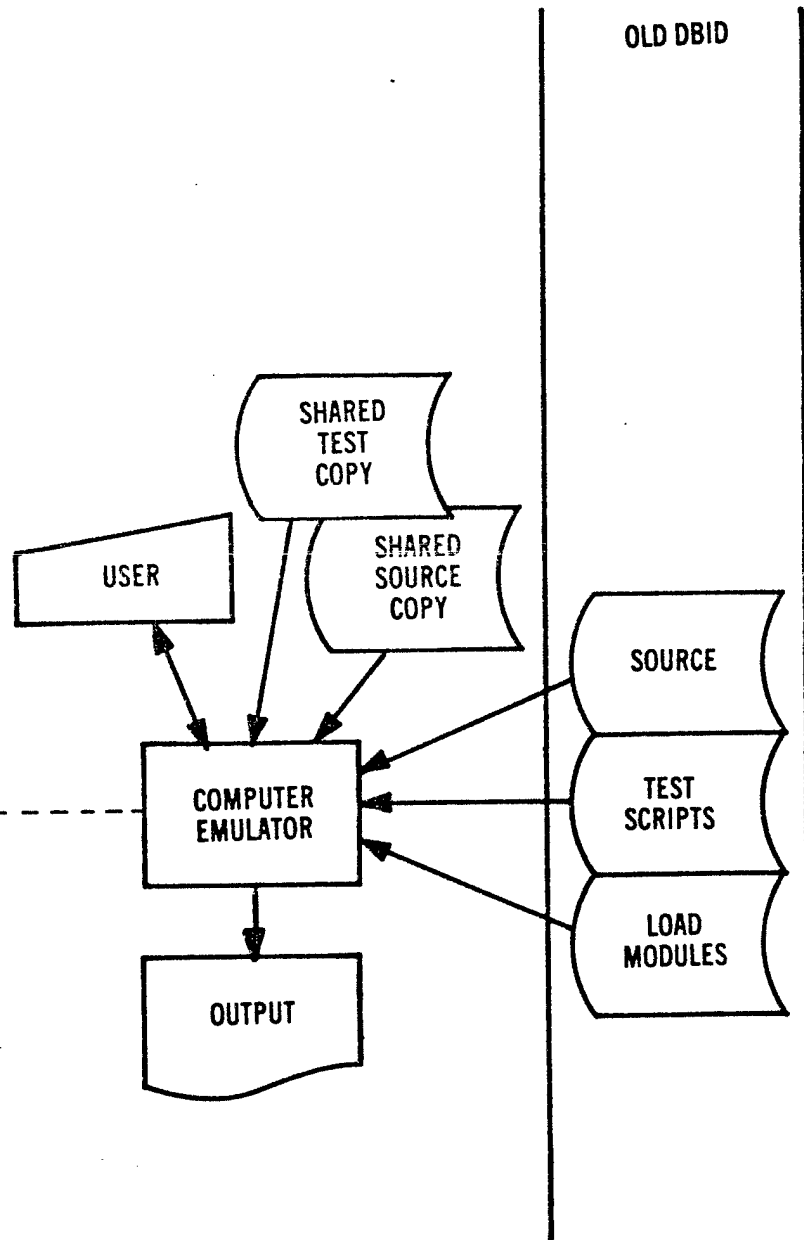 OLD DBID
SHARED
TEST
COPY
SHARED
SOURCE
COPY
USER
SOURCE
COMPUTER
EMULATOR
TEST
SCRIPTS
LOAD
MODULES
OUTPUT